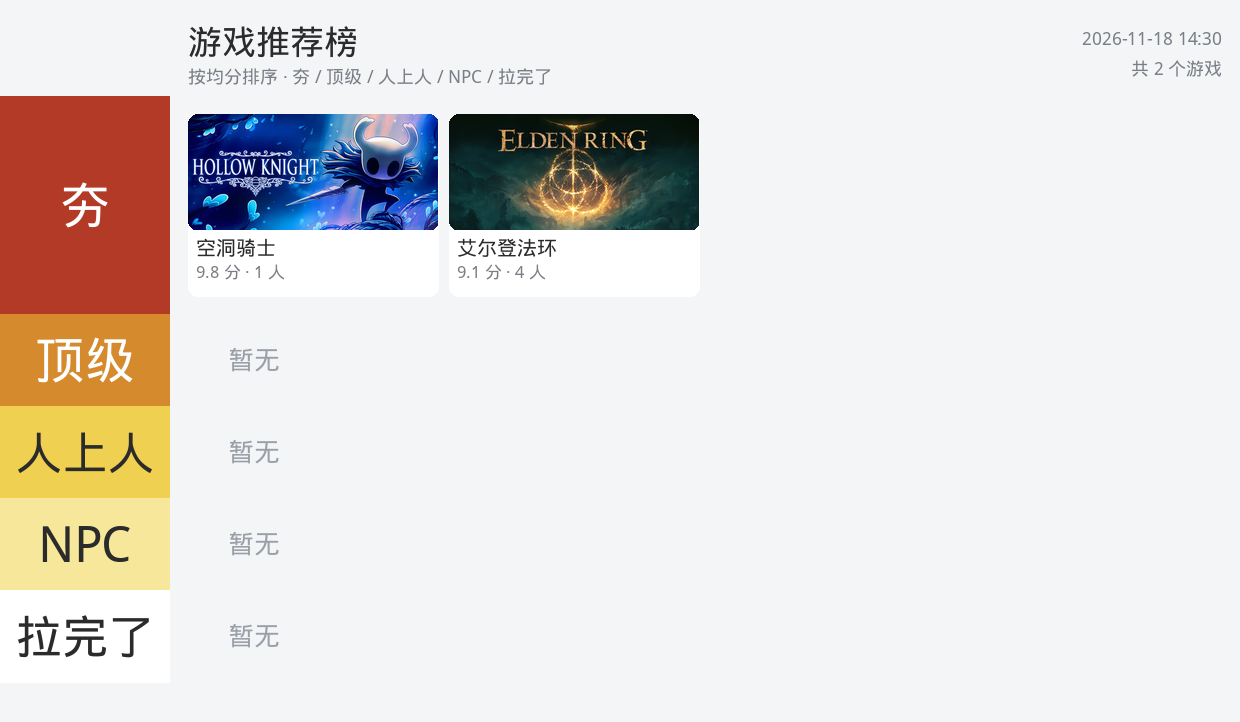 游戏推荐榜
按均分排序 · 夯 / 顶级 / 人上人 / NPC / 拉完了
2026-11-18 14:30
共 2 个游戏
夯
HOLLOW KNIGHT
空洞骑士
9.8 分 · 1 人
ELDEN RING
艾尔登法环
9.1 分 · 4 人
顶级
暂无
人上人
暂无
NPC
暂无
拉完了
暂无